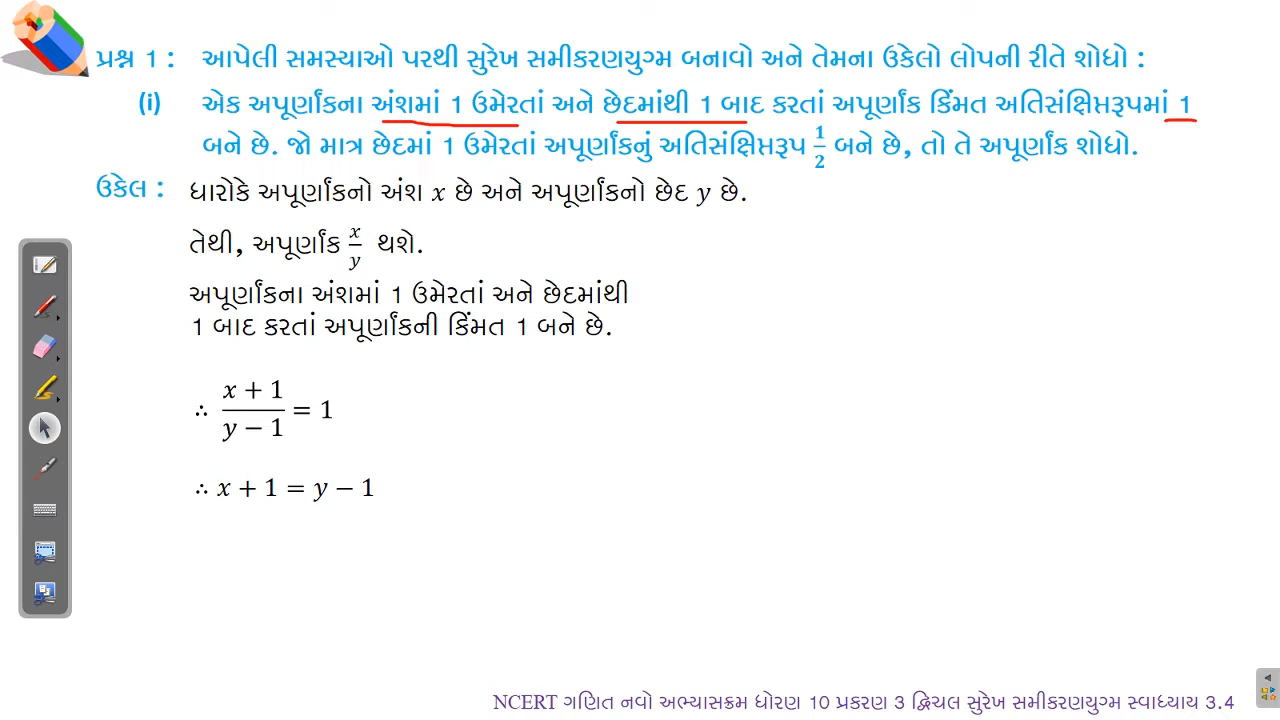 પ્રશ્ન 1 : આપેલી સમસ્યાઓ પરથી સુરેખ સમીકરણયુગ્મ બનાવો અને તેમના ઉકેલો લોપની રીતે શોધો :
(i) એક અપૂર્ણાંકના અંશમાં 1 ઉમેરતાં અને છેદમાંથી 1 બાદ કરતાં અપૂર્ણાંક કિંમત અતિસંક્ષિપ્તરૂપમાં 1
બને છે. જો માત્ર છેદમાં 1 ઉમેરતાં અપૂર્ણાંકનું અતિસંક્ષિપ્તરૂપ 1/2 બને છે, તો તે અપૂર્ણાંક શોધો.
ઉકેલ : ધારોકે અપૂર્ણાંકનો અંશ x છે અને અપૂર્ણાંકનો છેદ y છે.
તેથી, અપૂર્ણાંક x/y થશે.
અપૂર્ણાંકના અંશમાં 1 ઉમેરતાં અને છેદમાંથી
1 બાદ કરતાં અપૂર્ણાંકની કિંમત 1 બને છે.
∴ (x + 1)/(y − 1) = 1
∴ x + 1 = y − 1
NCERT ગણિત નવો અભ્યાસક્રમ ધોરણ 10 પ્રકરણ 3 દ્વિચલ સુરેખ સમીકરણયુગ્મ સ્વાધ્યાય 3.4